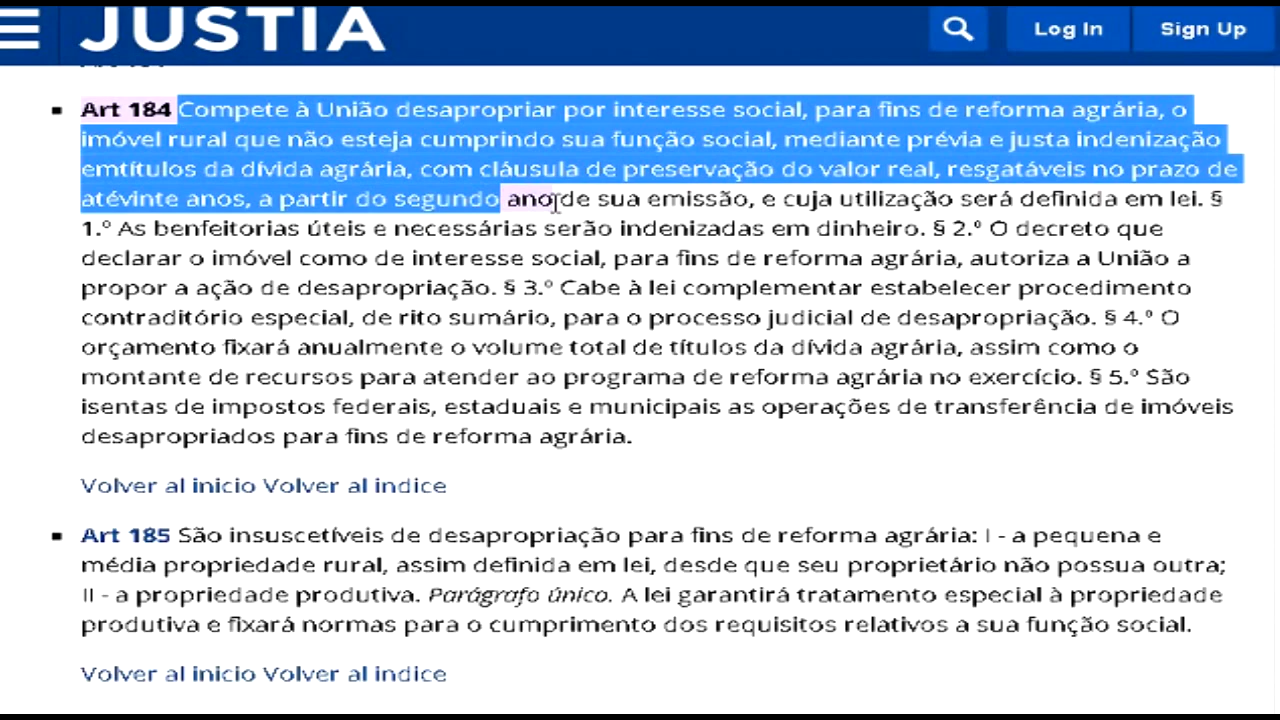 JUSTIA
Log In
Sign Up
Art 184 Compete à União desapropriar por interesse social, para fins de reforma agrária, o
imóvel rural que não esteja cumprindo sua função social, mediante prévia e justa indenização
emtítulos da dívida agrária, com cláusula de preservação do valor real, resgatáveis no prazo de
atévinte anos, a partir do segundo ano de sua emissão, e cuja utilização será definida em lei. §
1.º As benfeitorias úteis e necessárias serão indenizadas em dinheiro. § 2.º O decreto que
declarar o imóvel como de interesse social, para fins de reforma agrária, autoriza a União a
propor a ação de desapropriação. § 3.º Cabe à lei complementar estabelecer procedimento
contraditório especial, de rito sumário, para o processo judicial de desapropriação. § 4.º O
orçamento fixará anualmente o volume total de títulos da dívida agrária, assim como o
montante de recursos para atender ao programa de reforma agrária no exercício. § 5.º São
isentas de impostos federais, estaduais e municipais as operações de transferência de imóveis
desapropriados para fins de reforma agrária.
Volver al inicio Volver al indice
Art 185 São insuscetíveis de desapropriação para fins de reforma agrária: I - a pequena e
média propriedade rural, assim definida em lei, desde que seu proprietário não possua outra;
II - a propriedade produtiva. Parágrafo único. A lei garantirá tratamento especial à propriedade
produtiva e fixará normas para o cumprimento dos requisitos relativos a sua função social.
Volver al inicio Volver al indice